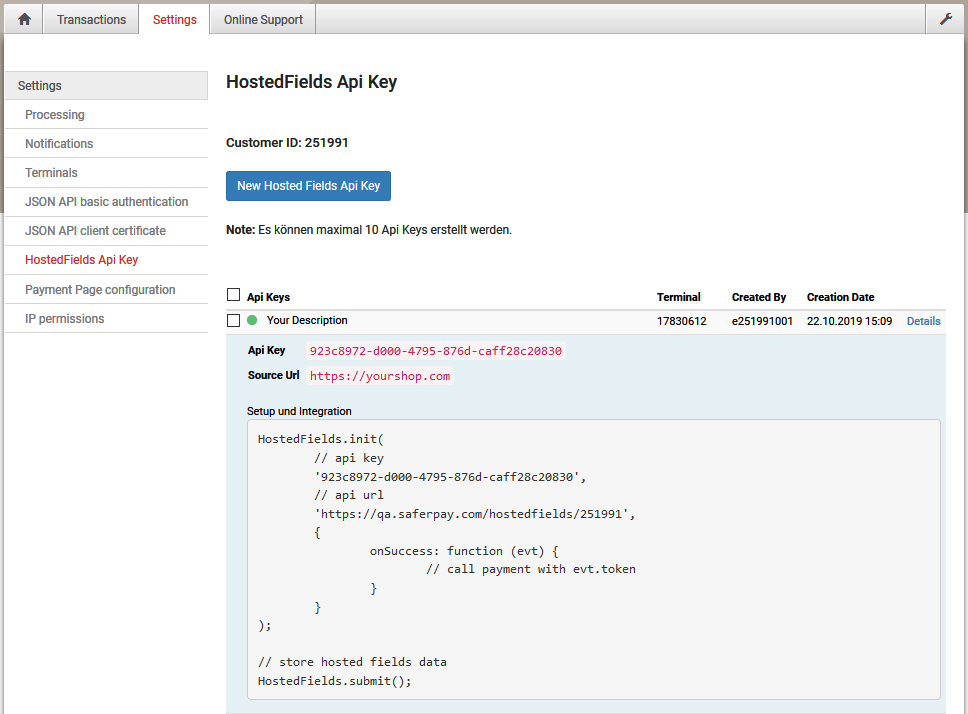 Transactions Settings Online Support
Settings
Processing
Notifications
Terminals
JSON API basic authentication
JSON API client certificate
HostedFields Api Key
Payment Page configuration
IP permissions
HostedFields Api Key
Customer ID: 251991
New Hosted Fields Api Key
Note: Es können maximal 10 Api Keys erstellt werden.
Api Keys Terminal Created By Creation Date
Your Description 17830612 e251991001 22.10.2019 15:09 Details
Api Key 923c8972-d000-4795-876d-caff28c20830
Source Url https://yourshop.com
Setup und Integration
HostedFields.init(
// api key
'923c8972-d000-4795-876d-caff28c20830',
// api url
'https://qa.saferpay.com/hostedfields/251991',
{
onSuccess: function (evt) {
// call payment with evt.token
}
}
);
// store hosted fields data
HostedFields.submit();